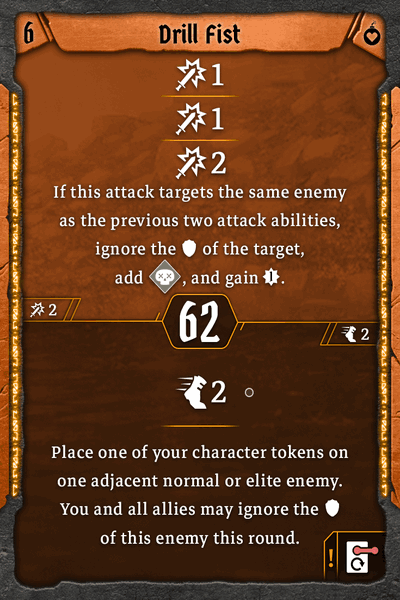 6
Drill Fist
1
1
2
If this attack targets the same enemy
as the previous two attack abilities,
ignore the of the target,
add , and gain .
2
62
2
2
Place one of your character tokens on
one adjacent normal or elite enemy.
You and all allies may ignore the
of this enemy this round.
!